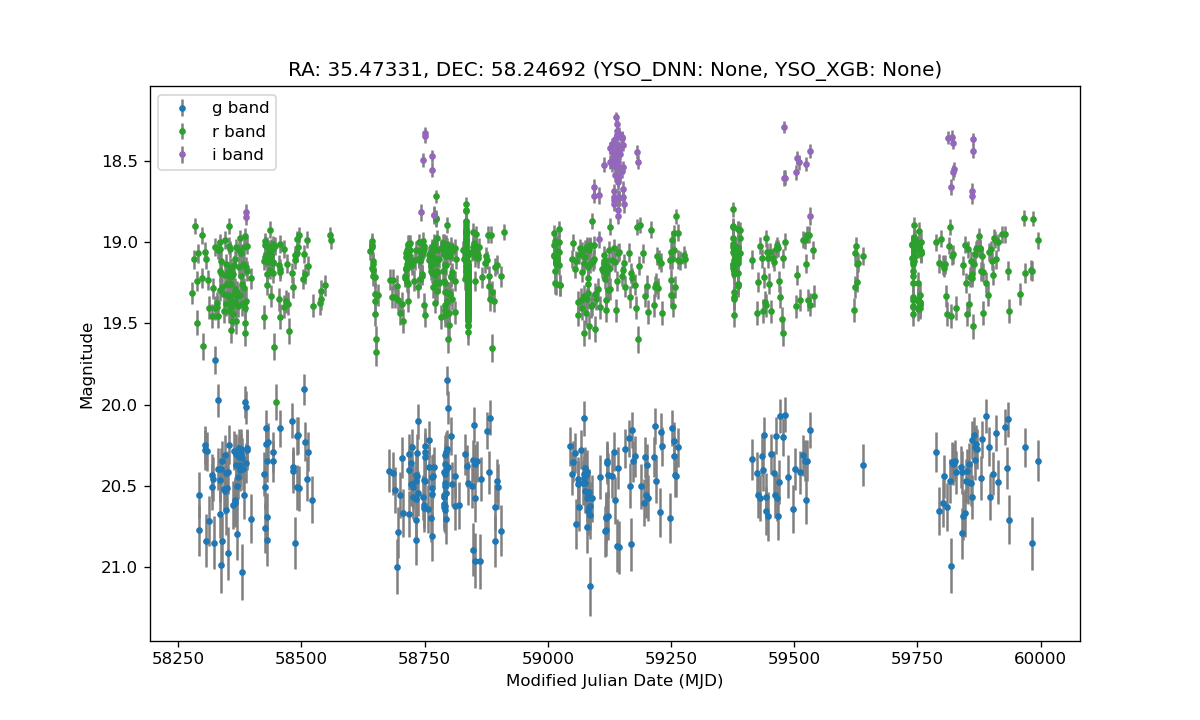 RA: 35.47331, DEC: 58.24692 (YSO_DNN: None, YSO_XGB: None)
g band
r band
i band
18.5
19.0
19.5
20.0
20.5
21.0
Magnitude
58250 58500 58750 59000 59250 59500 59750 60000
Modified Julian Date (MJD)